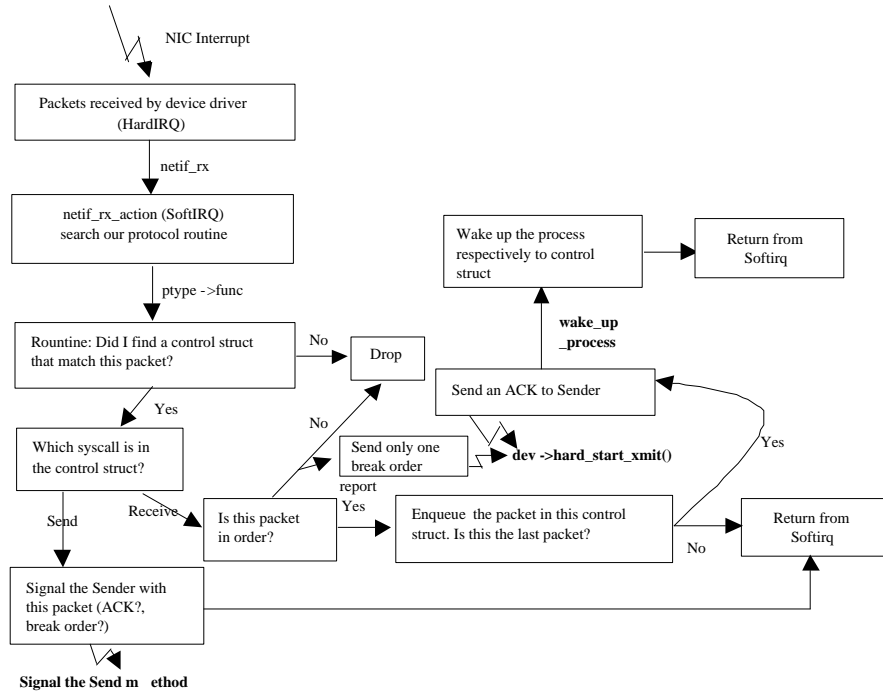 NIC Interrupt
Packets received by device driver
(HardIRQ)
netif_rx
netif_rx_action (SoftIRQ)
search our protocol routine
ptype ->func
Rountine: Did I find a control struct
that match this packet?
No
Drop
Yes
Which syscall is in
the control struct?
Send
Receive
Is this packet
in order?
No
Send only one
break order
report
Yes
Enqueue the packet in this control
struct. Is this the last packet?
No
Return from
Softirq
Yes
Send an ACK to Sender
dev ->hard_start_xmit()
wake_up
_process
Wake up the process
respectively to control
struct
Return from
Softirq
Signal the Sender with
this packet (ACK?,
break order?)
Signal the Send m ethod